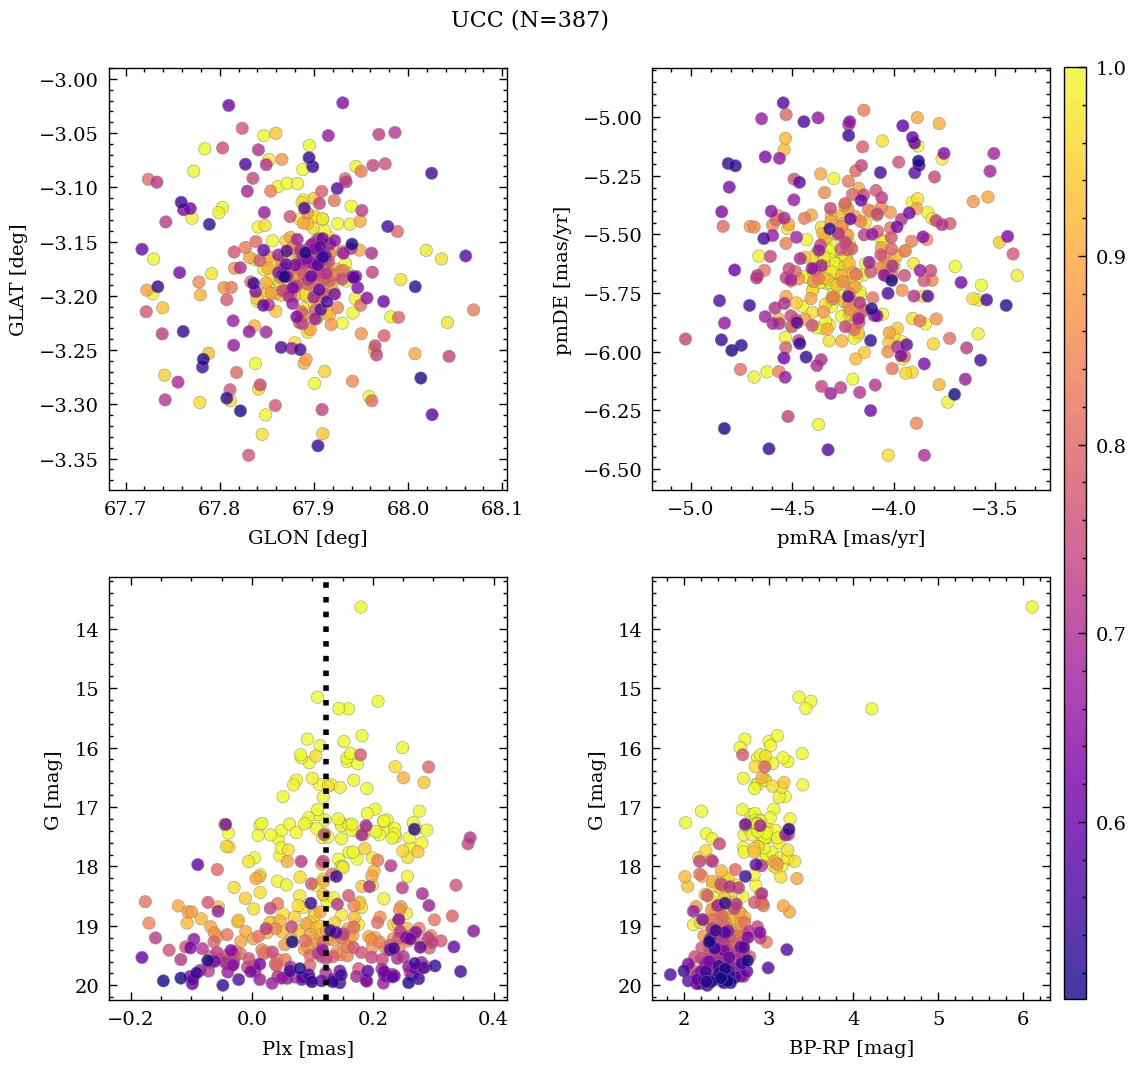 UCC (N=387)
−3.00
−3.05
−3.10
−3.15
−3.20
−3.25
−3.30
−3.35
GLAT [deg]
67.7 67.8 67.9 68.0 68.1
GLON [deg]
−5.00
−5.25
−5.50
−5.75
−6.00
−6.25
−6.50
pmDE [mas/yr]
−5.0 −4.5 −4.0 −3.5
pmRA [mas/yr]
1.0
0.9
0.8
0.7
0.6
14
15
16
17
18
19
20
G [mag]
−0.2 0.0 0.2 0.4
Plx [mas]
14
15
16
17
18
19
20
G [mag]
2 3 4 5 6
BP-RP [mag]